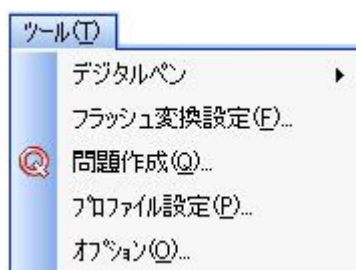 ツール(T)
デジタルペン
フラッシュ変換設定(F)...
問題作成(Q)...
プロファイル設定(P)...
オプション(O)...